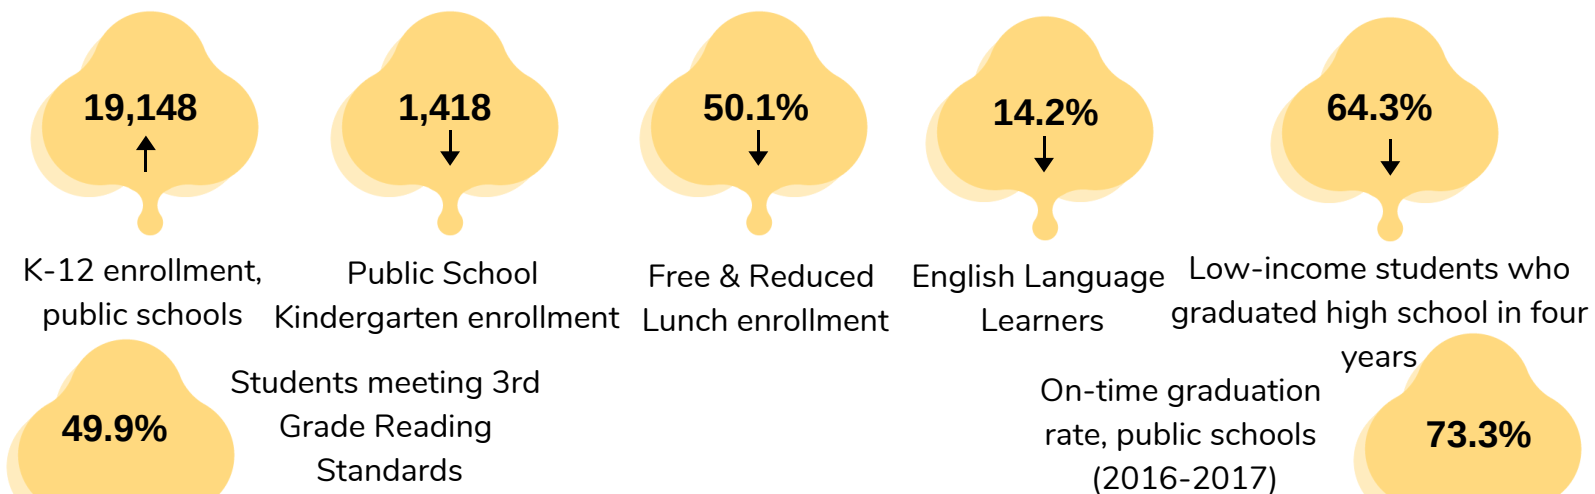 19,148
K-12 enrollment,
public schools
1,418
Public School
Kindergarten enrollment
50.1%
Free & Reduced
Lunch enrollment
14.2%
English Language
Learners
64.3%
Low-income students who
graduated high school in four
years
49.9%
Students meeting 3rd
Grade Reading
Standards
On-time graduation
rate, public schools
(2016-2017)
73.3%